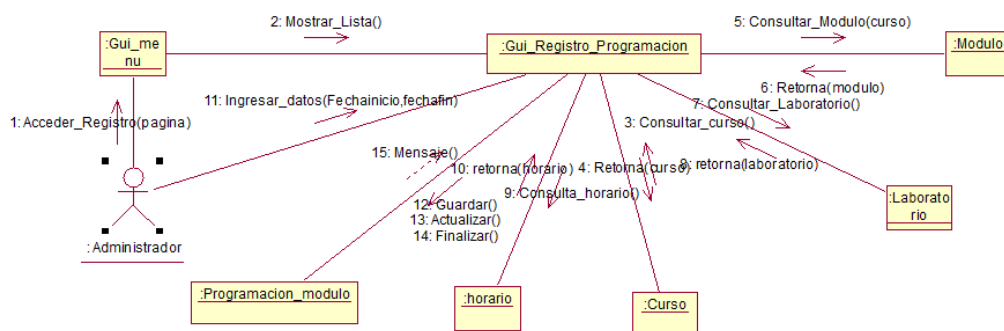 2: Mostrar_Lista()
5: Consultar_Modulo(curso)
:Gui_me
nu
:Gui_Registro_Programacion
:Modulo
6: Retorna(modulo)
11: Ingresar_datos(Fechainicio,fechafin)
7: Consultar_Laboratorio()
1: Acceder_Registro(pagina)
3: Consultar_curso()
15: Mensaje()
10: retorna(horario)
4: Retorna(curso)
8: retorna(laboratorio)
9: Consulta_horario()
12: Guardar()
13: Actualizar()
14: Finalizar()
:Laborat
orio
: Administrador
:Programacion_modulo
:horario
:Curso